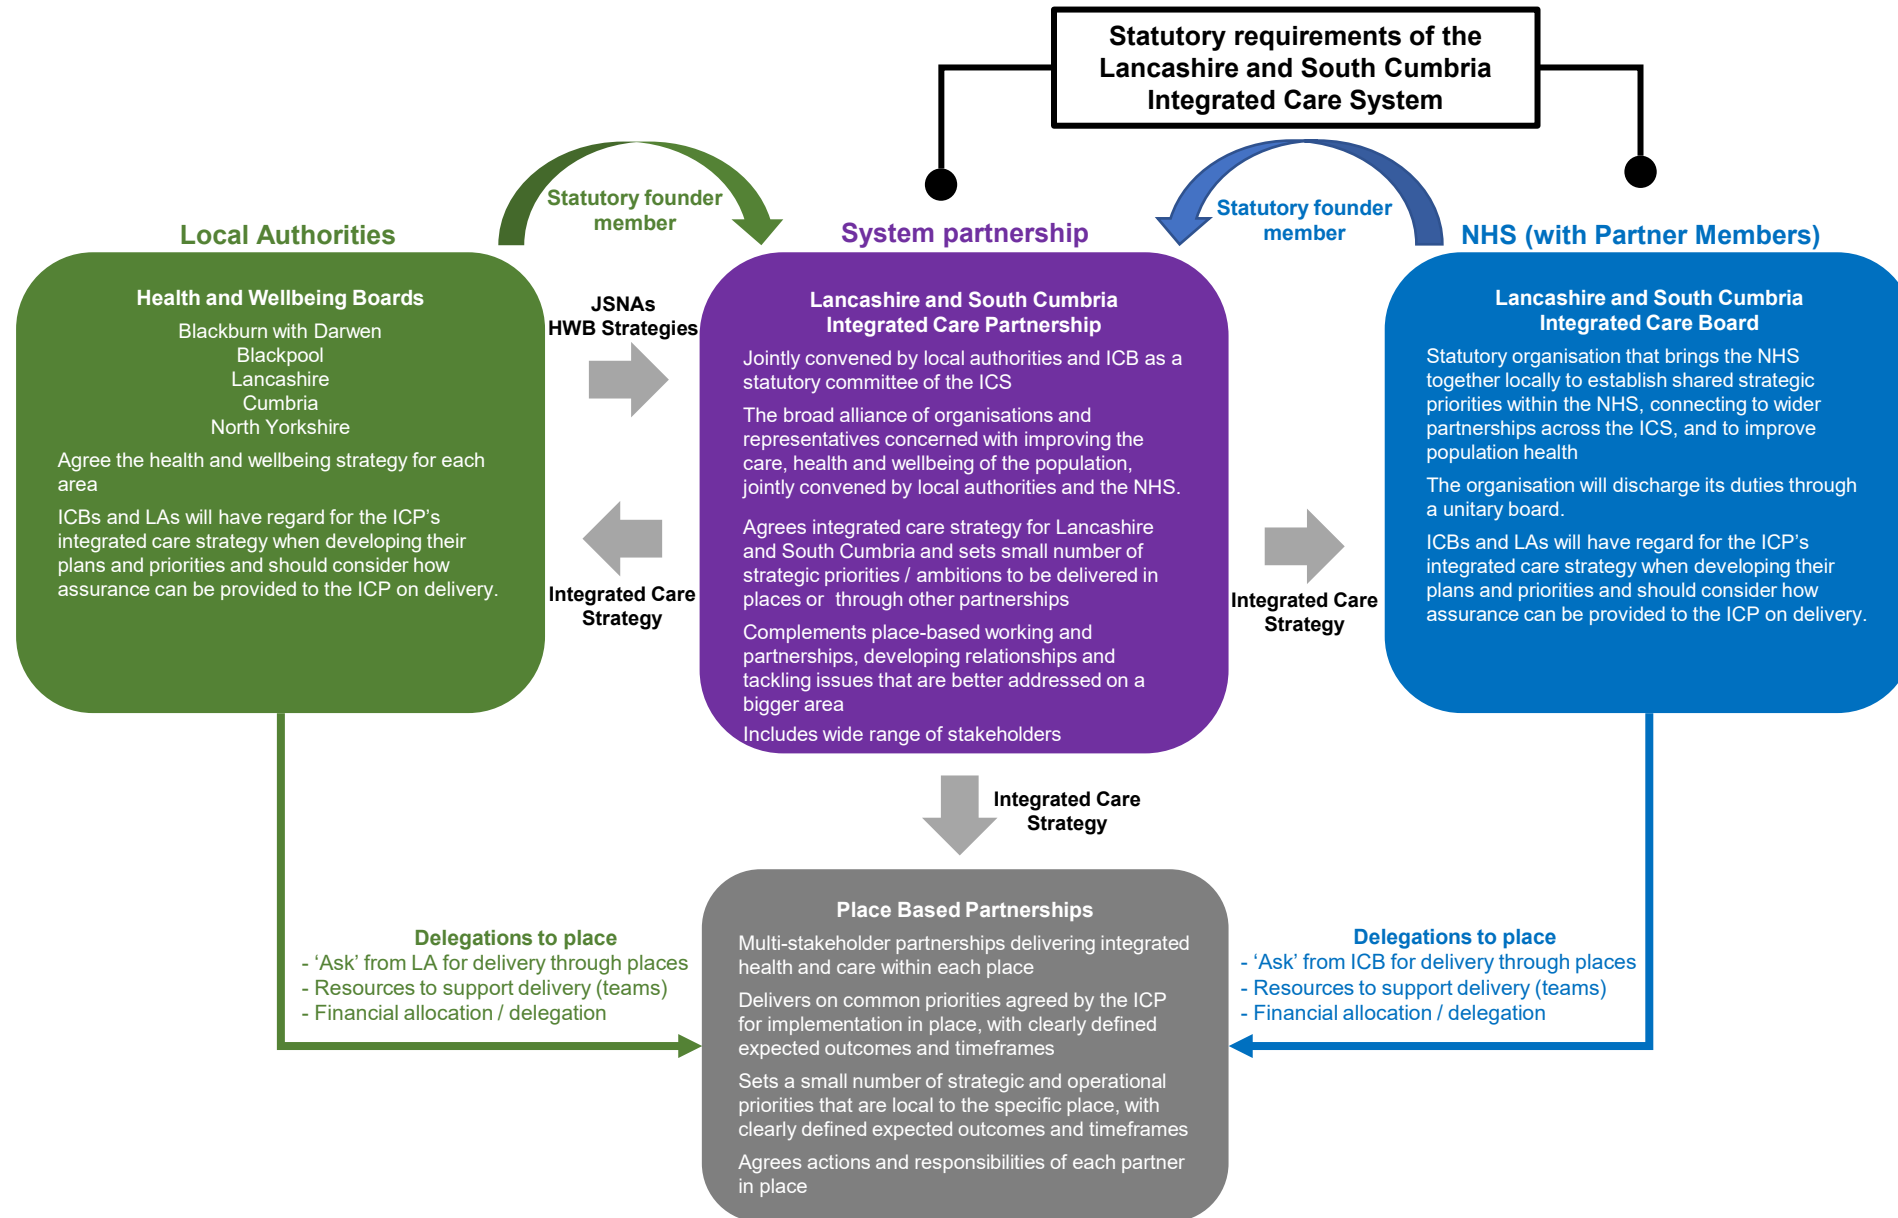 Statutory requirements of the
Lancashire and South Cumbria
Integrated Care System
Statutory founder
member
Statutory founder
member
Local Authorities
System partnership
NHS (with Partner Members)
Health and Wellbeing Boards
Blackburn with Darwen
Blackpool
Lancashire
Cumbria
North Yorkshire
Agree the health and wellbeing strategy for each
area
ICBs and LAs will have regard for the ICP’s
integrated care strategy when developing their
plans and priorities and should consider how
assurance can be provided to the ICP on delivery.
JSNAs
HWB Strategies
Integrated Care
Strategy
Lancashire and South Cumbria
Integrated Care Partnership
Jointly convened by local authorities and ICB as a
statutory committee of the ICS
The broad alliance of organisations and
representatives concerned with improving the
care, health and wellbeing of the population,
jointly convened by local authorities and the NHS.
Agrees integrated care strategy for Lancashire
and South Cumbria and sets small number of
strategic priorities / ambitions to be delivered in
places or through other partnerships
Complements place-based working and
partnerships, developing relationships and
tackling issues that are better addressed on a
bigger area
Includes wide range of stakeholders
Integrated Care
Strategy
Lancashire and South Cumbria
Integrated Care Board
Statutory organisation that brings the NHS
together locally to establish shared strategic
priorities within the NHS, connecting to wider
partnerships across the ICS, and to improve
population health
The organisation will discharge its duties through
a unitary board.
ICBs and LAs will have regard for the ICP’s
integrated care strategy when developing their
plans and priorities and should consider how
assurance can be provided to the ICP on delivery.
Integrated Care
Strategy
Delegations to place
- ‘Ask’ from LA for delivery through places
- Resources to support delivery (teams)
- Financial allocation / delegation
Place Based Partnerships
Multi-stakeholder partnerships delivering integrated
health and care within each place
Delivers on common priorities agreed by the ICP
for implementation in place, with clearly defined
expected outcomes and timeframes
Sets a small number of strategic and operational
priorities that are local to the specific place, with
clearly defined expected outcomes and timeframes
Agrees actions and responsibilities of each partner
in place
Delegations to place
- ‘Ask’ from ICB for delivery through places
- Resources to support delivery (teams)
- Financial allocation / delegation